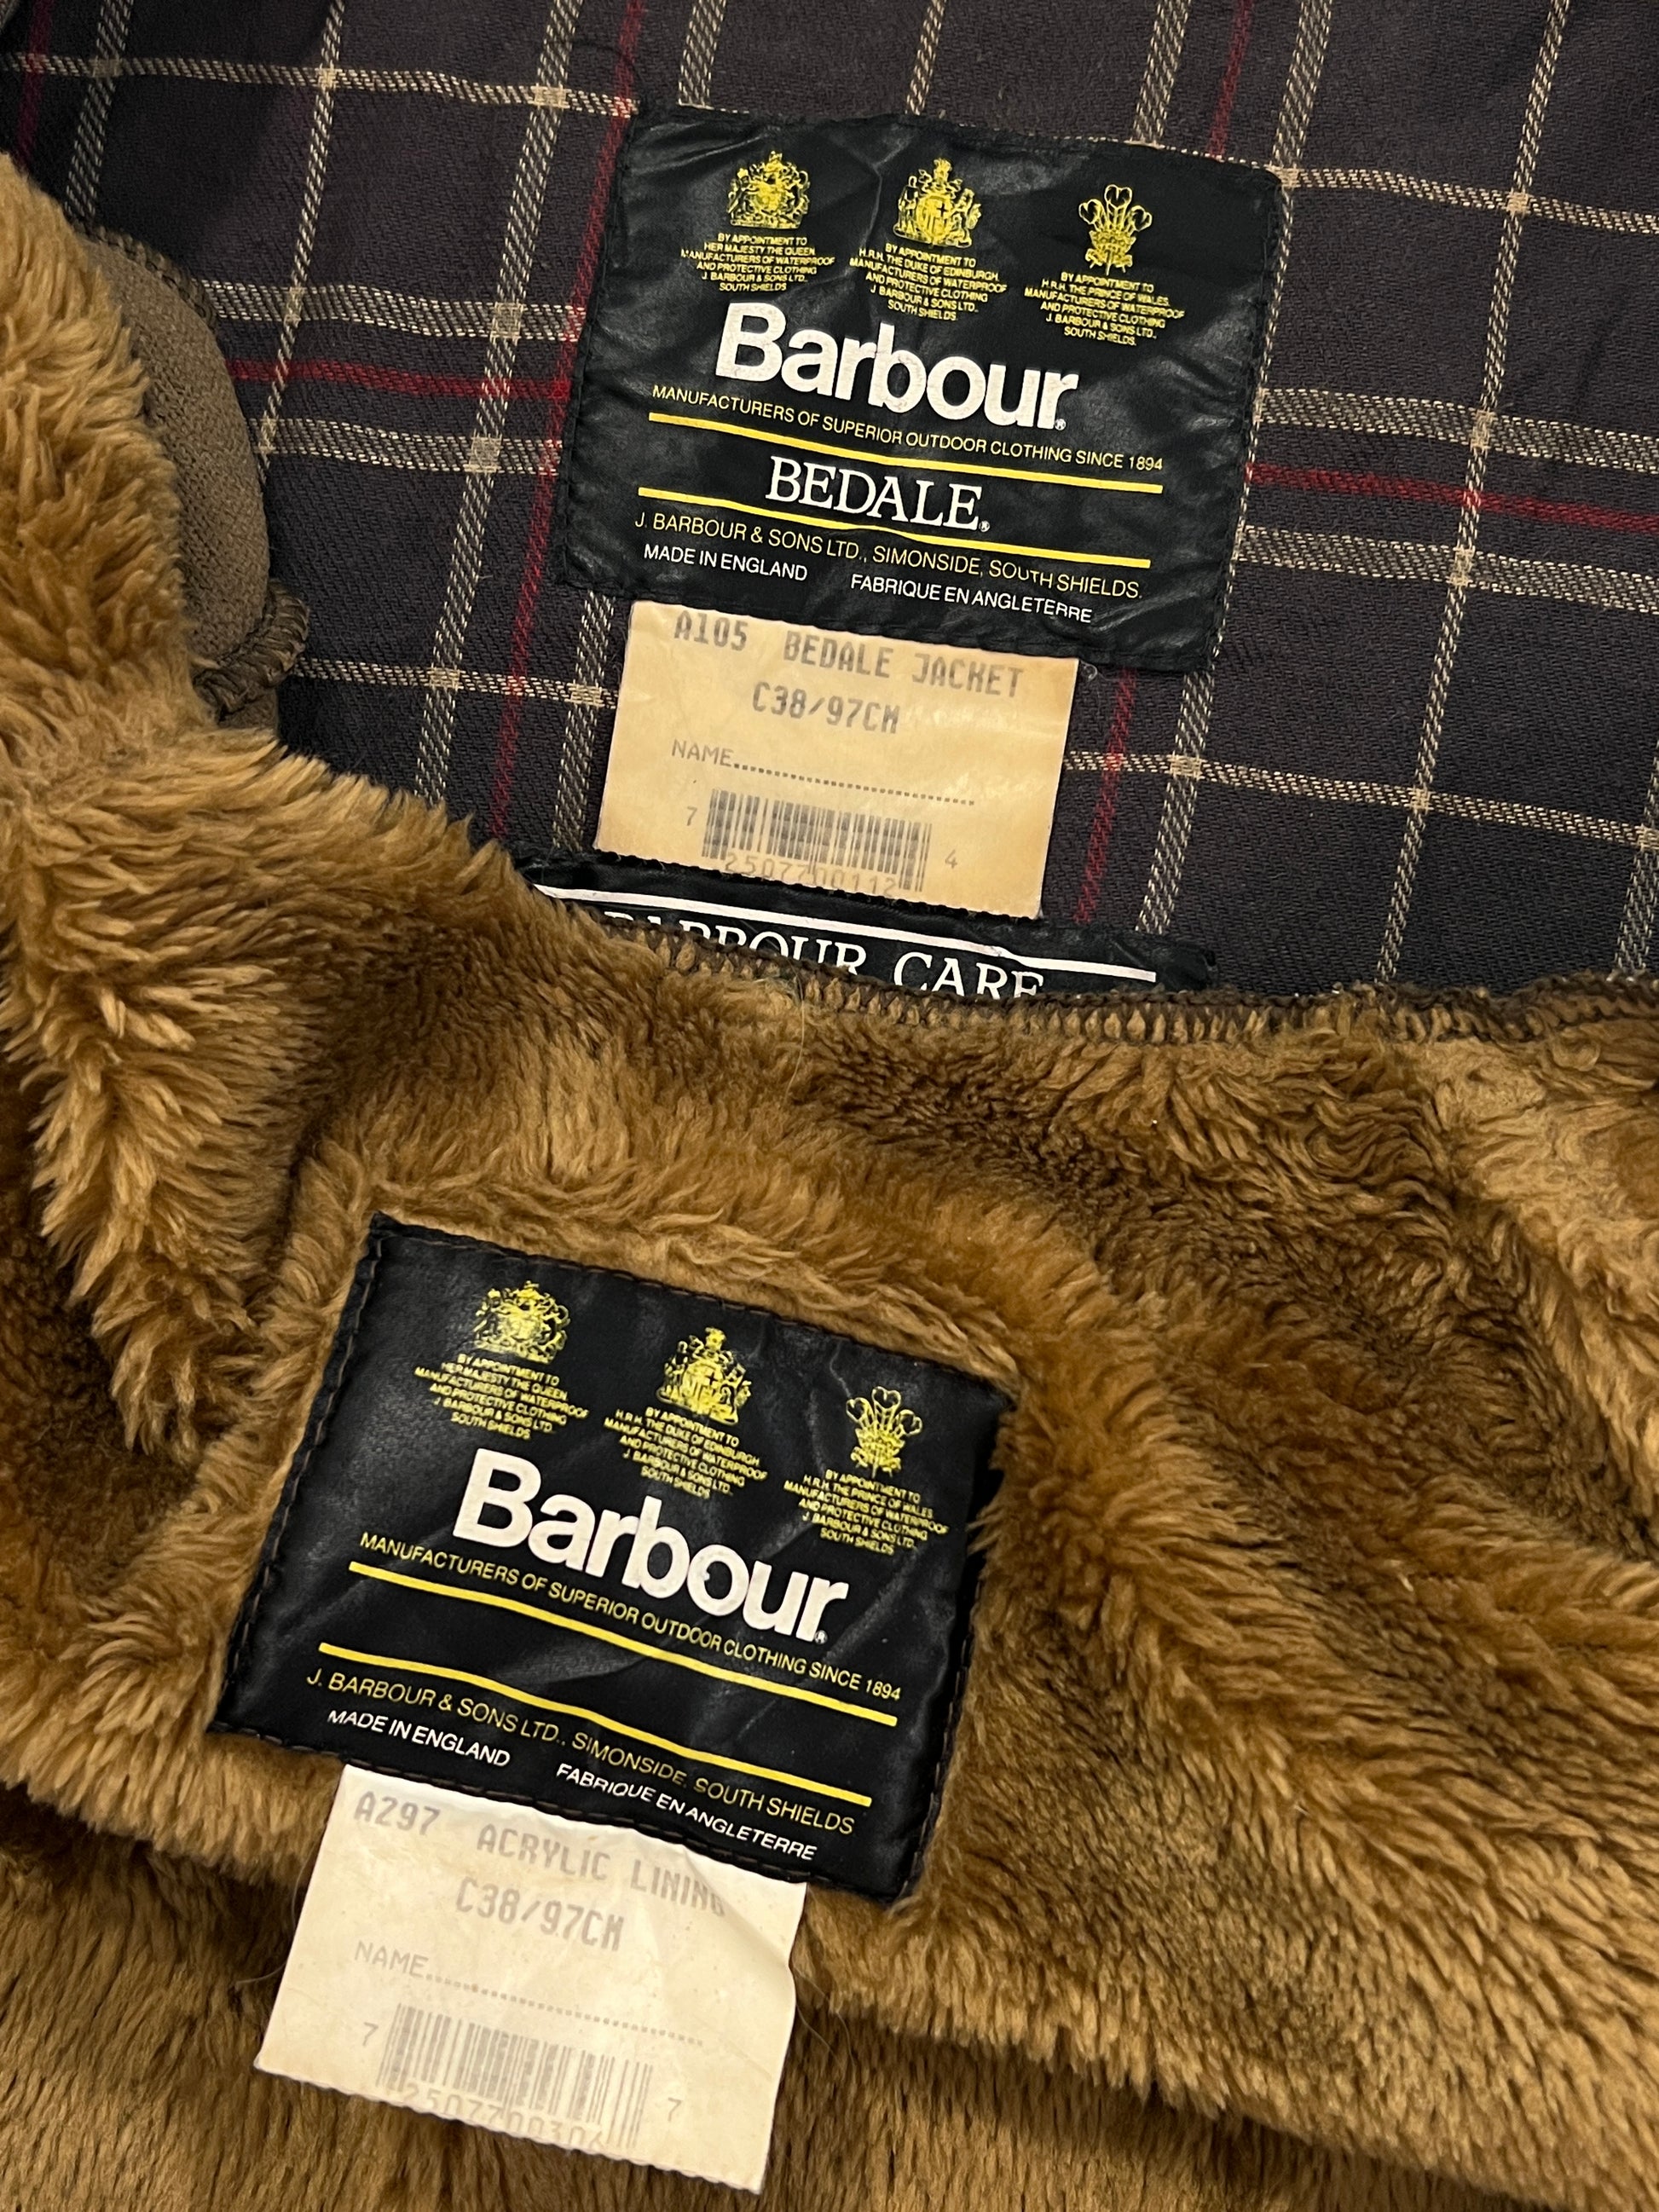 BY APPOINTMENT TO
HER MAJESTY THE QUEEN.
MANUFACTURERS OF WATERPROOF
AND PROTECTIVE CLOTHING
J. BARBOUR & SONS LTD.
SOUTH SHIELDS
BY APPOINTMENT TO
H.R.H. THE DUKE OF EDINBURGH.
MANUFACTURERS OF WATERPROOF
AND PROTECTIVE CLOTHING
J. BARBOUR & SONS LTD.
SOUTH SHIELDS.
BY APPOINTMENT TO
H.R.H. THE PRINCE OF WALES.
MANUFACTURERS OF WATERPROOF
AND PROTECTIVE CLOTHING
J. BARBOUR & SONS LTD.
SOUTH SHIELDS.
Barbour®
MANUFACTURERS OF SUPERIOR OUTDOOR CLOTHING SINCE 1894
BEDALE®
J. BARBOUR & SONS LTD., SIMONSIDE, SOUTH SHIELDS.
MADE IN ENGLAND FABRIQUE EN ANGLETERRE
A105 BEDALE JACKET
C38/97CM
NAME....................
7 2507700112 4
BARBOUR CARE
BY APPOINTMENT TO
HER MAJESTY THE QUEEN.
MANUFACTURERS OF WATERPROOF
AND PROTECTIVE CLOTHING
J. BARBOUR & SONS LTD.
SOUTH SHIELDS
BY APPOINTMENT TO
H.R.H. THE DUKE OF EDINBURGH.
MANUFACTURERS OF WATERPROOF
AND PROTECTIVE CLOTHING
J. BARBOUR & SONS LTD.
SOUTH SHIELDS
BY APPOINTMENT TO
H.R.H. THE PRINCE OF WALES.
MANUFACTURERS OF WATERPROOF
AND PROTECTIVE CLOTHING
J. BARBOUR & SONS LTD.
SOUTH SHIELDS
Barbour®
MANUFACTURERS OF SUPERIOR OUTDOOR CLOTHING SINCE 1894
J. BARBOUR & SONS LTD., SIMONSIDE, SOUTH SHIELDS
MADE IN ENGLAND FABRIQUE EN ANGLETERRE
A297 ACRYLIC LINING
C38/97CM
NAME....................
7 7